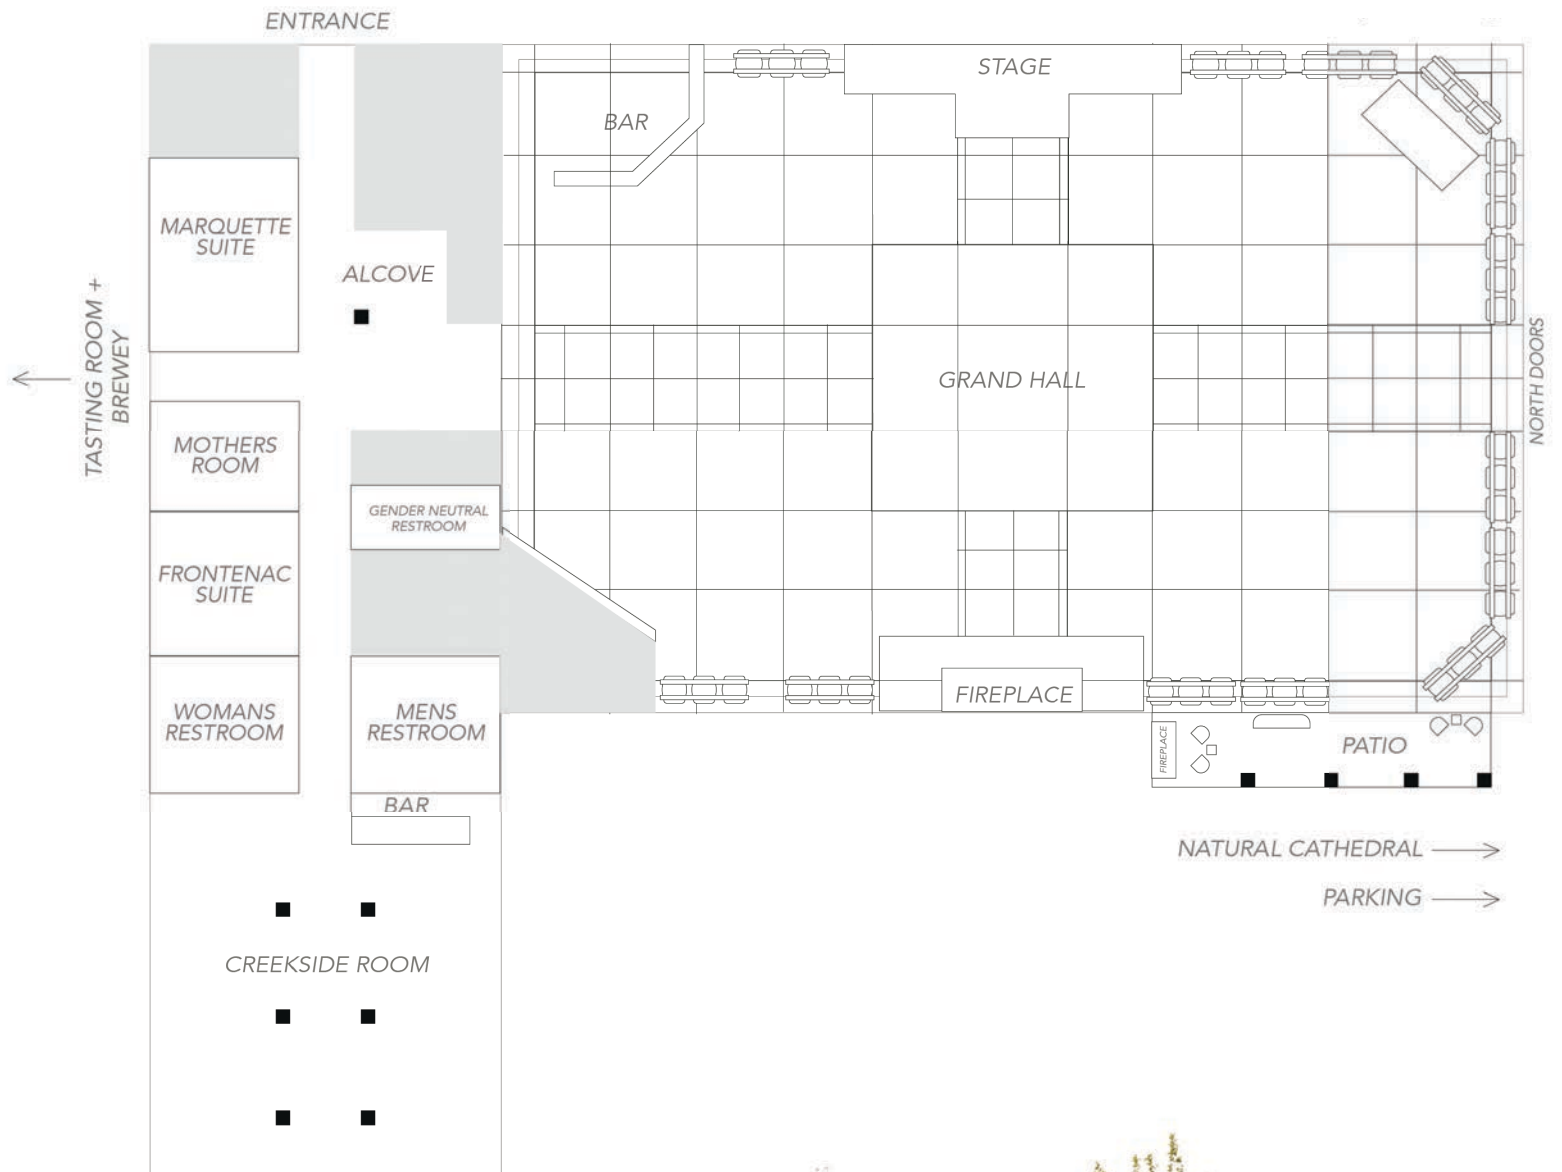 ENTRANCE
STAGE
BAR
MARQUETTE
SUITE
ALCOVE
TASTING ROOM +
BREWEY
GRAND HALL
NORTH DOORS
MOTHERS
ROOM
GENDER NEUTRAL
RESTROOM
FRONTENAC
SUITE
WOMANS
RESTROOM
MENS
RESTROOM
FIREPLACE
FIREPLACE
PATIO
BAR
NATURAL CATHEDRAL
PARKING
CREEKSIDE ROOM